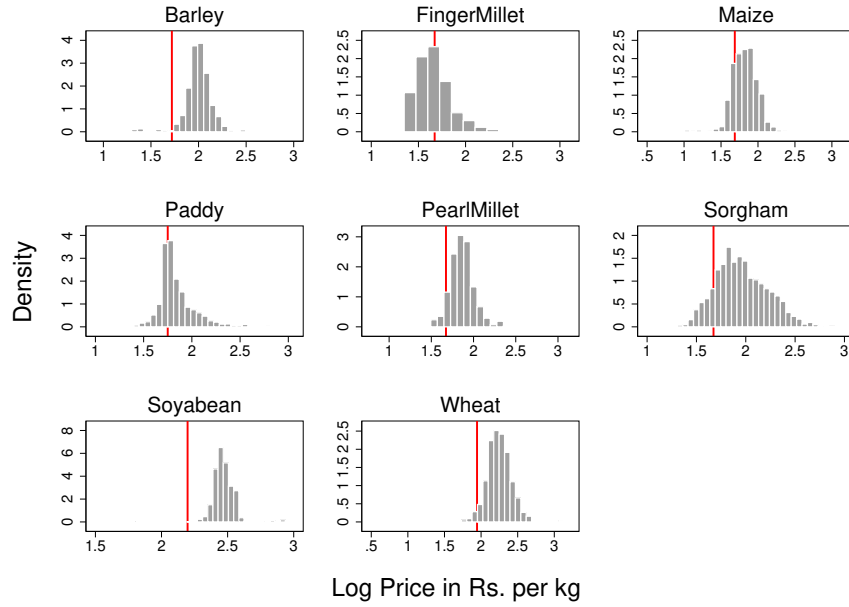 Barley
FingerMillet
Maize
0 1 2 3 4
1 1.5 2 2.5 3
0 .5 1 1.5 2 2.5
1 1.5 2 2.5 3
0 .5 1 1.5 2 2.5
.5 1 1.5 2 2.5 3
Paddy
PearlMillet
Sorgham
0 1 2 3 4
1 1.5 2 2.5 3
0 1 2 3
1 1.5 2 2.5 3
0 .5 1 1.5 2
1 1.5 2 2.5 3
Density
Soyabean
Wheat
0 2 4 6 8
1.5 2 2.5 3
0 .5 1 1.5 2 2.5
.5 1 1.5 2 2.5 3
Log Price in Rs. per kg